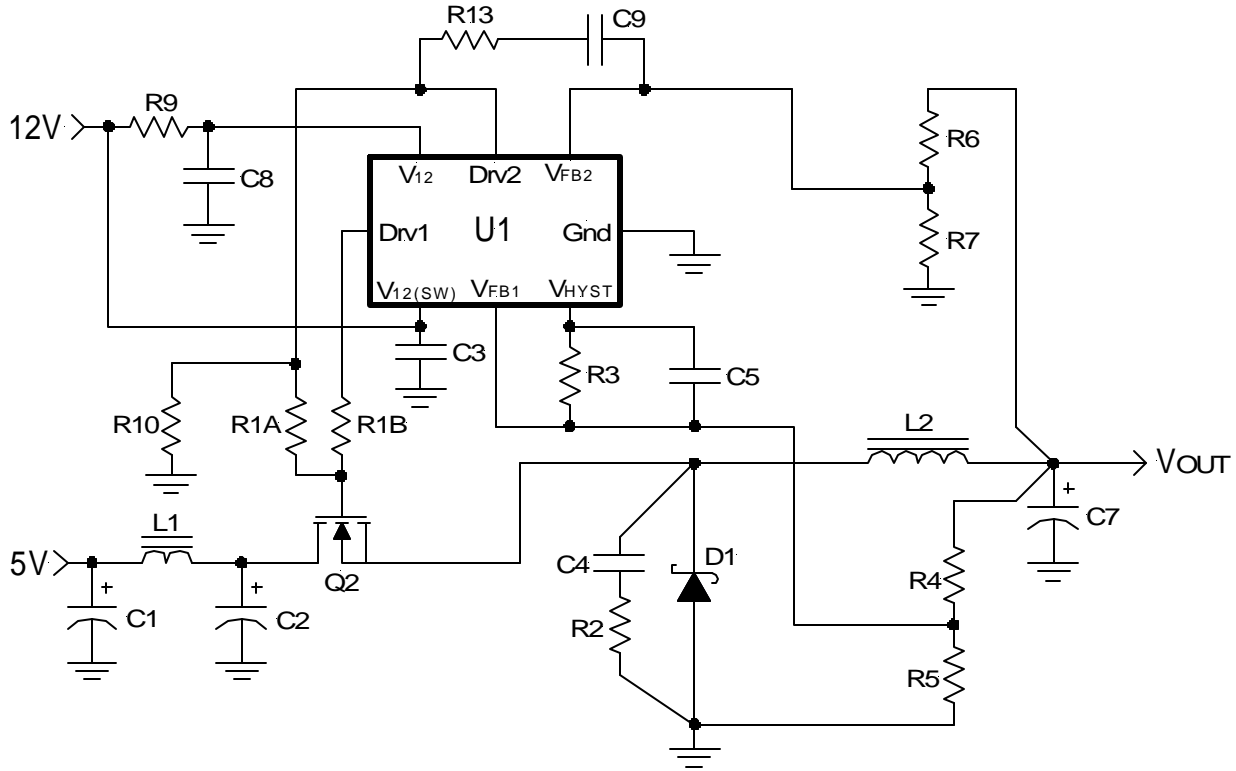 R13
C9
R9
12V
R6
C8
V12
Drv2
VFB2
Drv1
U1
Gnd
R7
V12(SW)
VFB1
VHYST
C3
R3
C5
R10
R1A
R1B
L2
VOUT
+
C7
L1
5V
Q2
C4
D1
R4
+
C1
+
C2
R2
R5